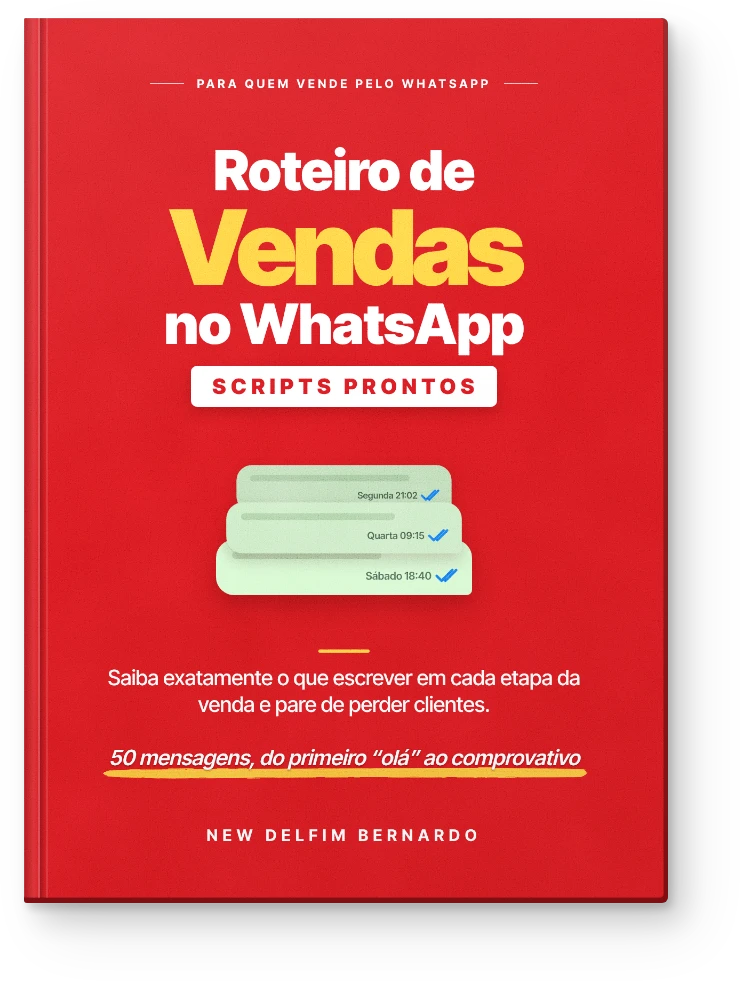 PARA QUEM VENDE PELO WHATSAPP
Roteiro de
Vendas
no WhatsApp
SCRIPTS PRONTOS
Segunda 21:02
Quarta 09:15
Sábado 18:40
Saiba exatamente o que escrever em cada etapa da
venda e pare de perder clientes.
50 mensagens, do primeiro “olá” ao comprovativo
NEW DELFIM BERNARDO